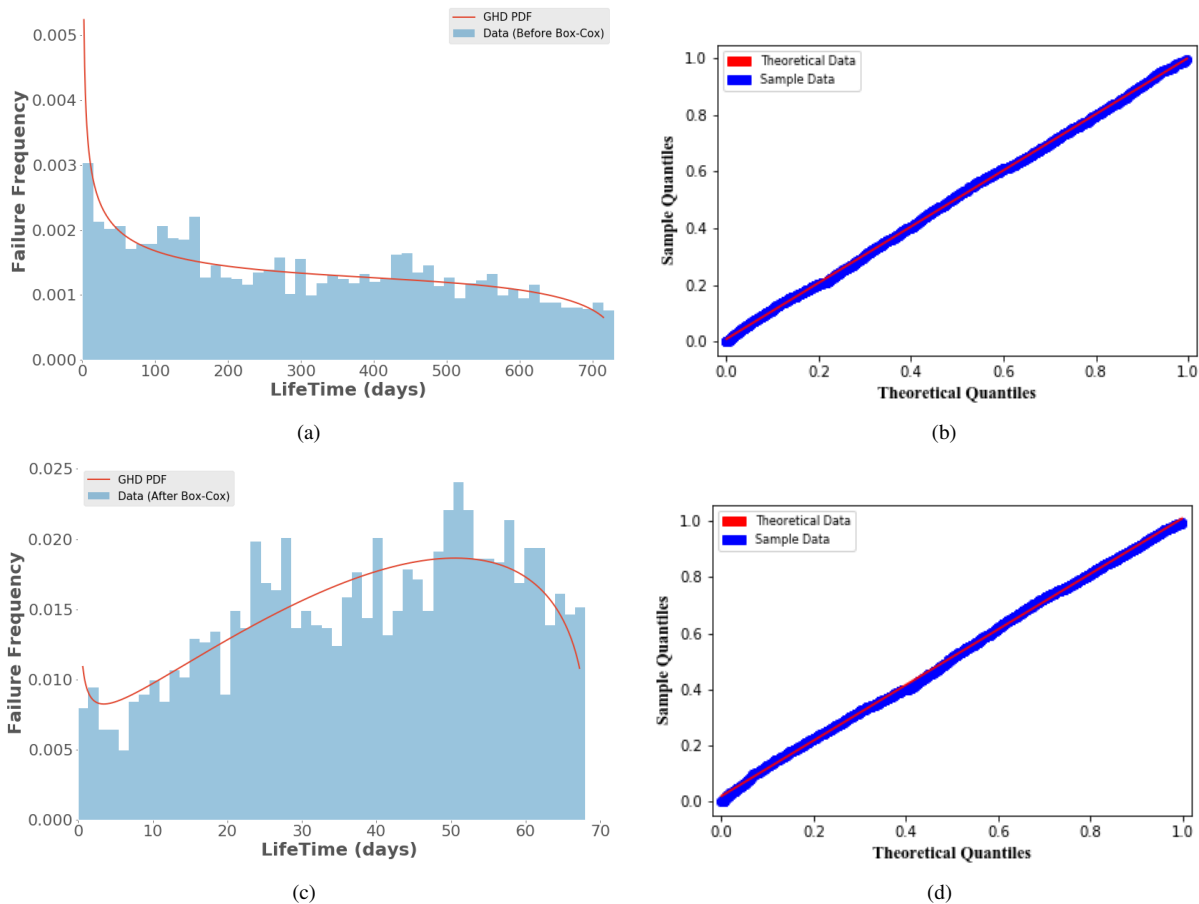 GHD PDF
Data (Before Box-Cox)
0.005
0.004
0.003
0.002
0.001
0.000
Failure Frequency
0 100 200 300 400 500 600 700
LifeTime (days)
(a)
Theoretical Data
Sample Data
1.0
0.8
0.6
0.4
0.2
0.0
Sample Quantiles
0.0 0.2 0.4 0.6 0.8 1.0
Theoretical Quantiles
(b)
GHD PDF
Data (After Box-Cox)
0.025
0.020
0.015
0.010
0.005
0.000
Failure Frequency
0 10 20 30 40 50 60 70
LifeTime (days)
(c)
Theoretical Data
Sample Data
1.0
0.8
0.6
0.4
0.2
0.0
Sample Quantiles
0.0 0.2 0.4 0.6 0.8 1.0
Theoretical Quantiles
(d)